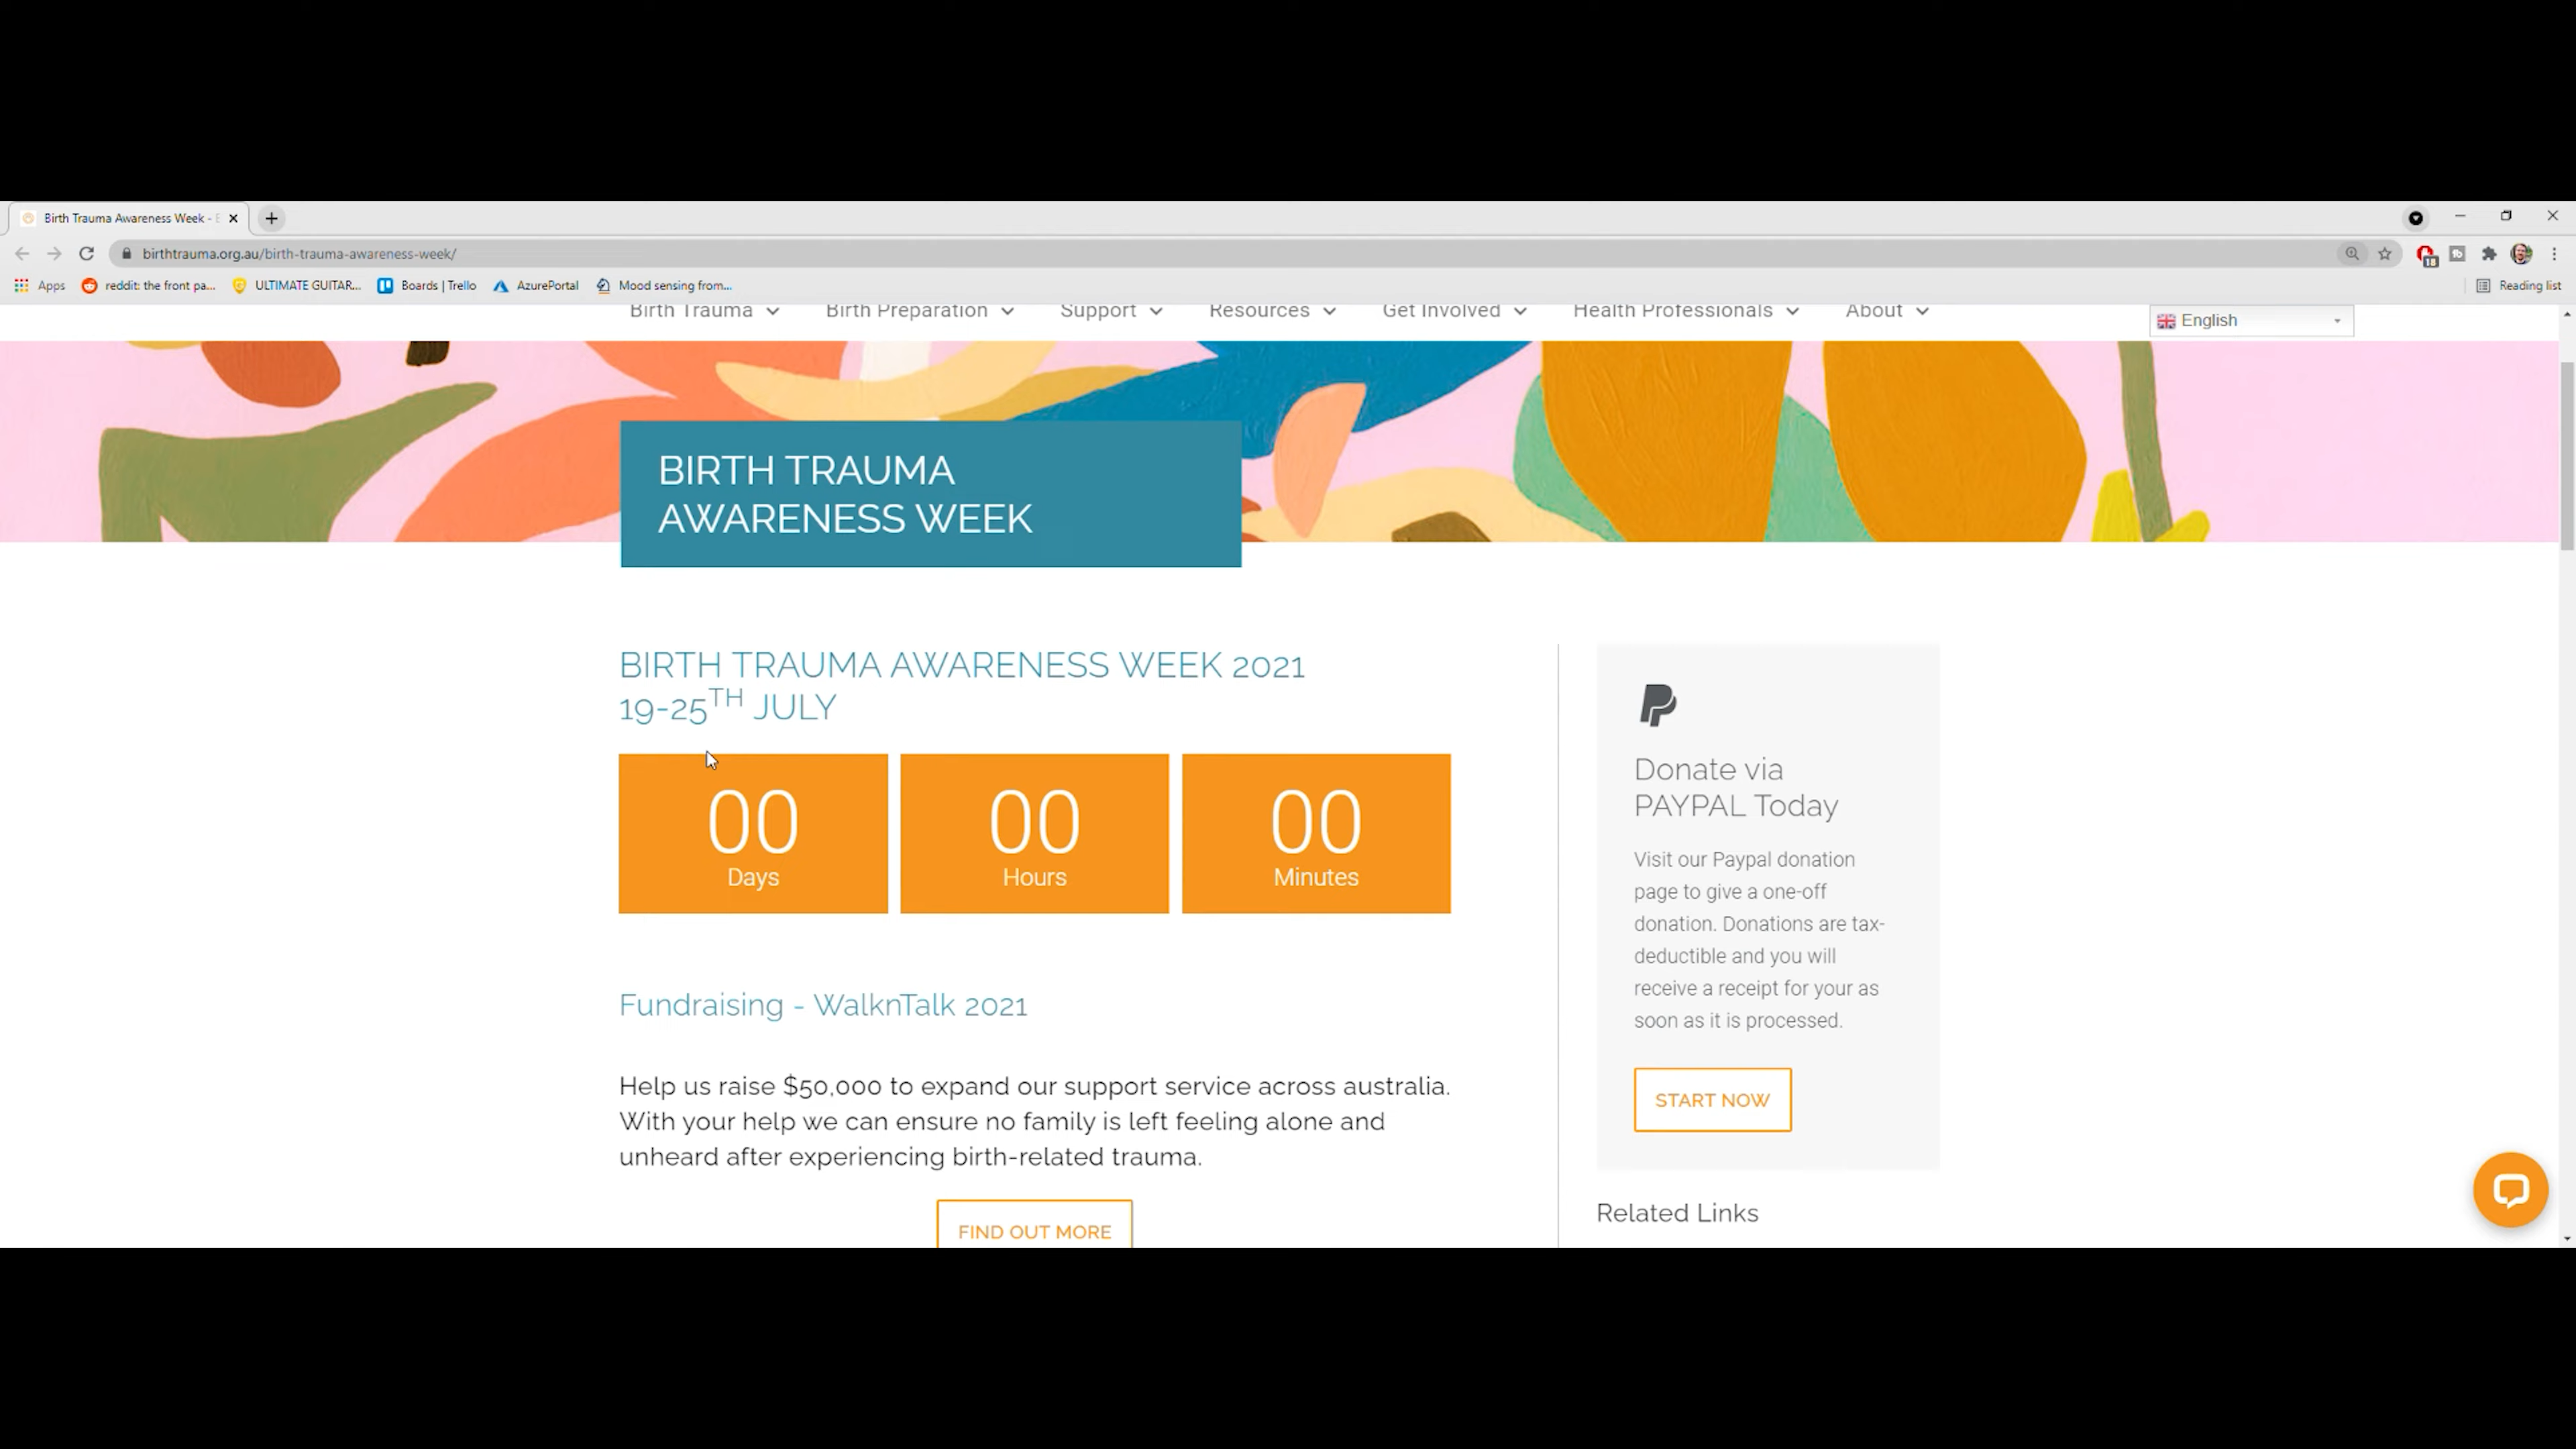 Birth Trauma Awareness Week -
birthtrauma.org.au/birth-trauma-awareness-week/
18
Apps reddit: the front pa... ULTIMATE GUITAR... Boards | Trello AzurePortal Mood sensing from... Reading list
Birth Trauma Birth Preparation Support Resources Get Involved Health Professionals About English
BIRTH TRAUMA
AWARENESS WEEK
BIRTH TRAUMA AWARENESS WEEK 2021
19-25TH JULY
00 00 00
Days Hours Minutes
Fundraising - WalknTalk 2021
Help us raise $50,000 to expand our support service across australia.
With your help we can ensure no family is left feeling alone and
unheard after experiencing birth-related trauma.
FIND OUT MORE
Donate via
PAYPAL Today
Visit our Paypal donation
page to give a one-off
donation. Donations are tax-
deductible and you will
receive a receipt for your as
soon as it is processed.
START NOW
Related Links